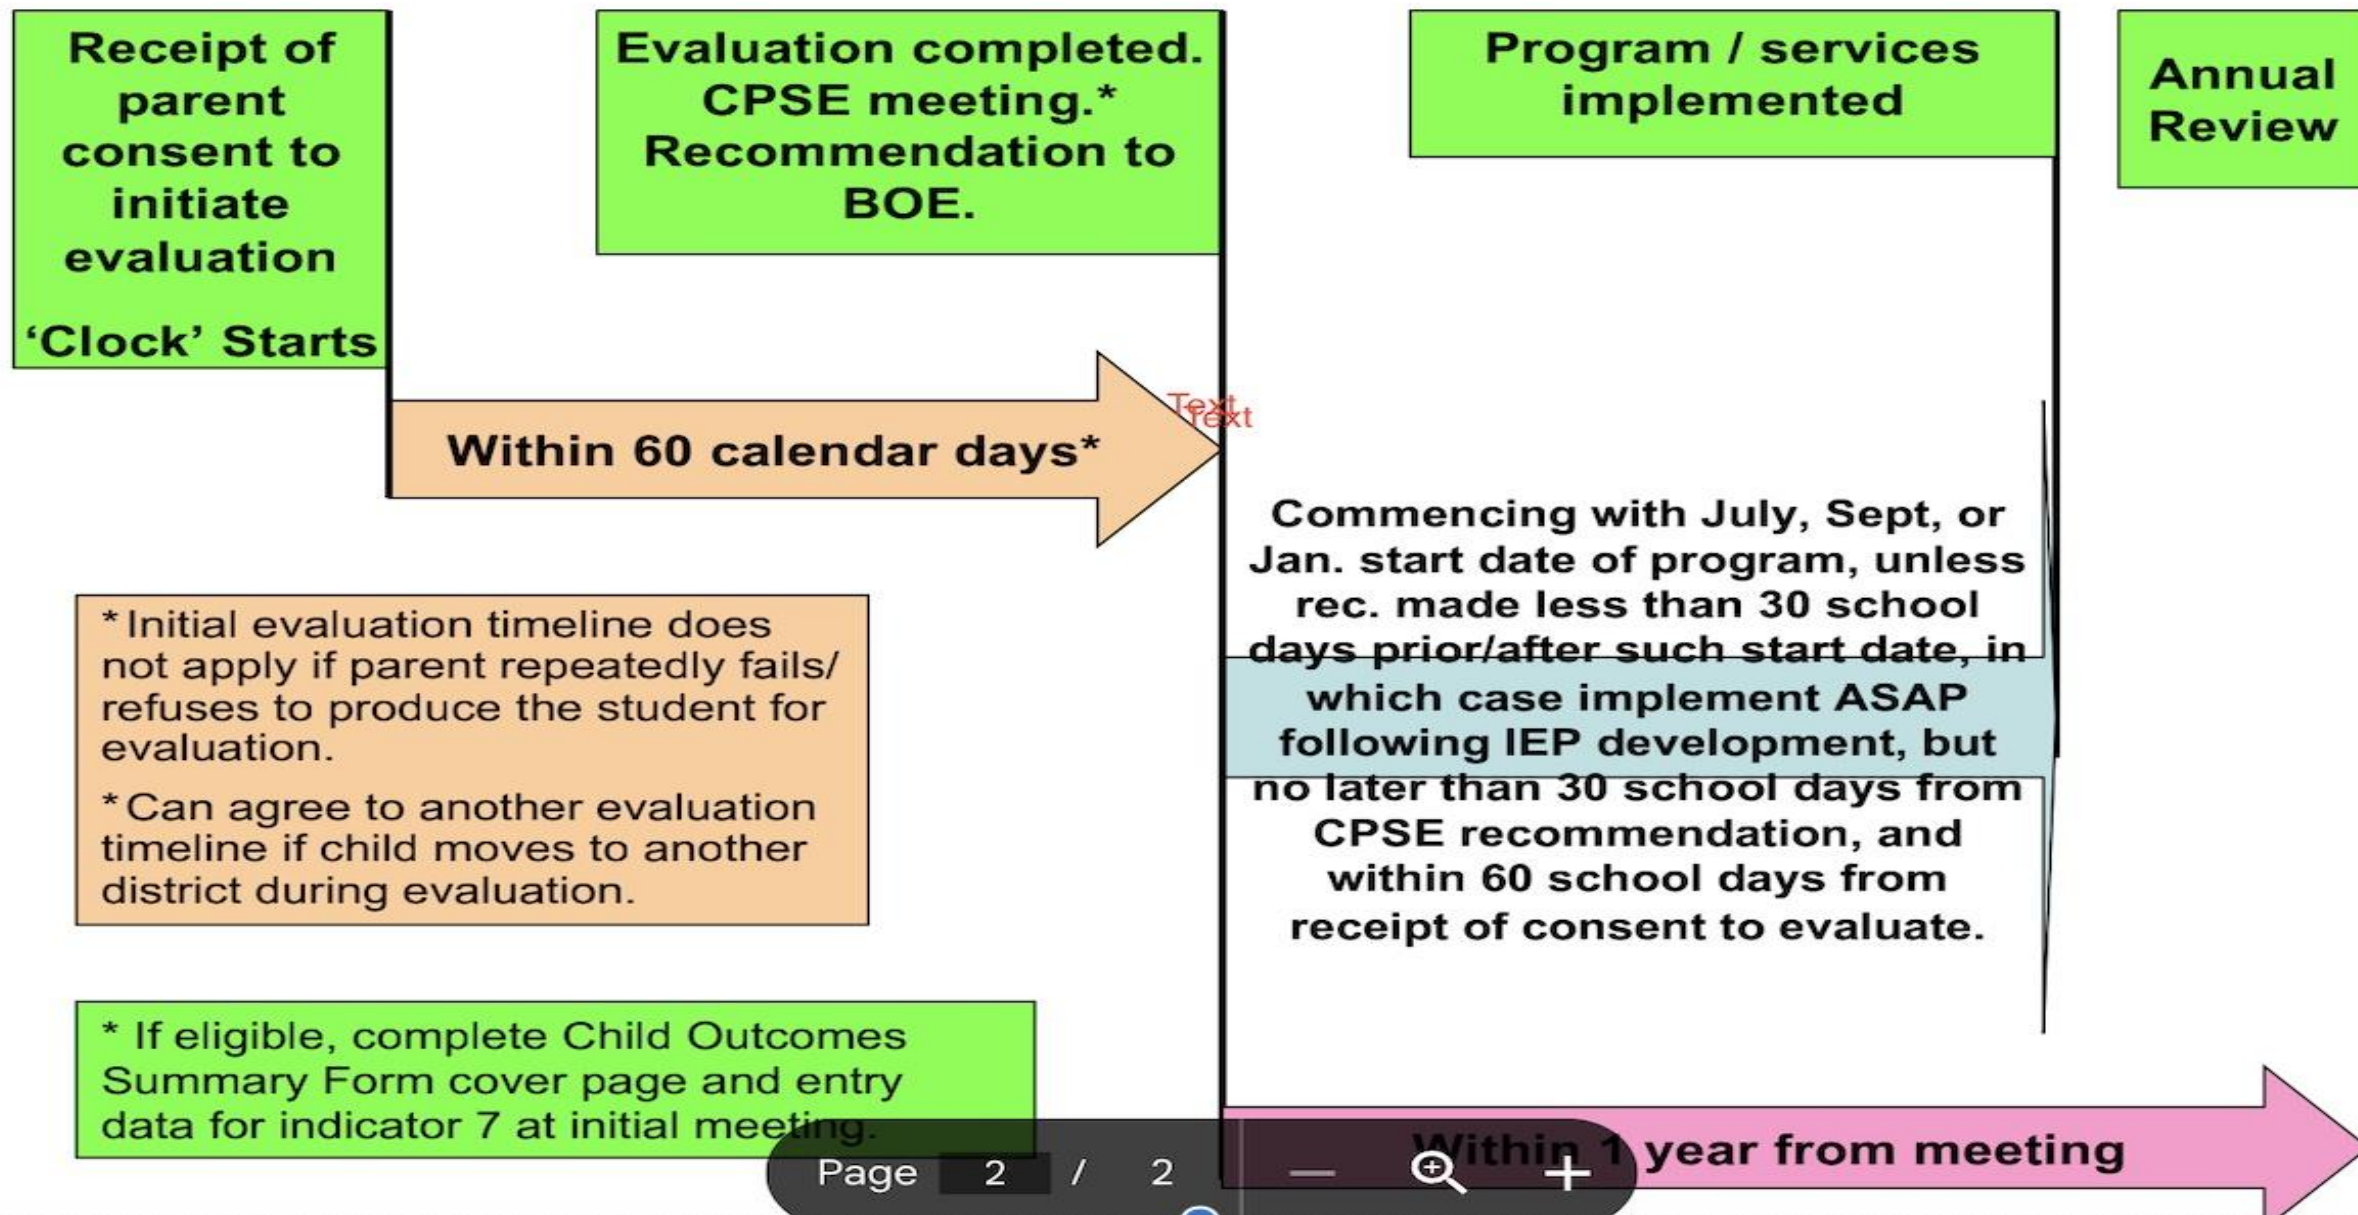 Receipt of
parent
consent to
initiate
evaluation
‘Clock’ Starts
Evaluation completed.
CPSE meeting.*
Recommendation to
BOE.
Program / services
implemented
Annual
Review
Within 60 calendar days*
Text
Text
Commencing with July, Sept, or
Jan. start date of program, unless
rec. made less than 30 school
days prior/after such start date, in
which case implement ASAP
following IEP development, but
no later than 30 school days from
CPSE recommendation, and
within 60 school days from
receipt of consent to evaluate.
*Initial evaluation timeline does
not apply if parent repeatedly fails/
refuses to produce the student for
evaluation.
*Can agree to another evaluation
timeline if child moves to another
district during evaluation.
* If eligible, complete Child Outcomes
Summary Form cover page and entry
data for indicator 7 at initial meeting.
Within 1 year from meeting
Page 2 / 2